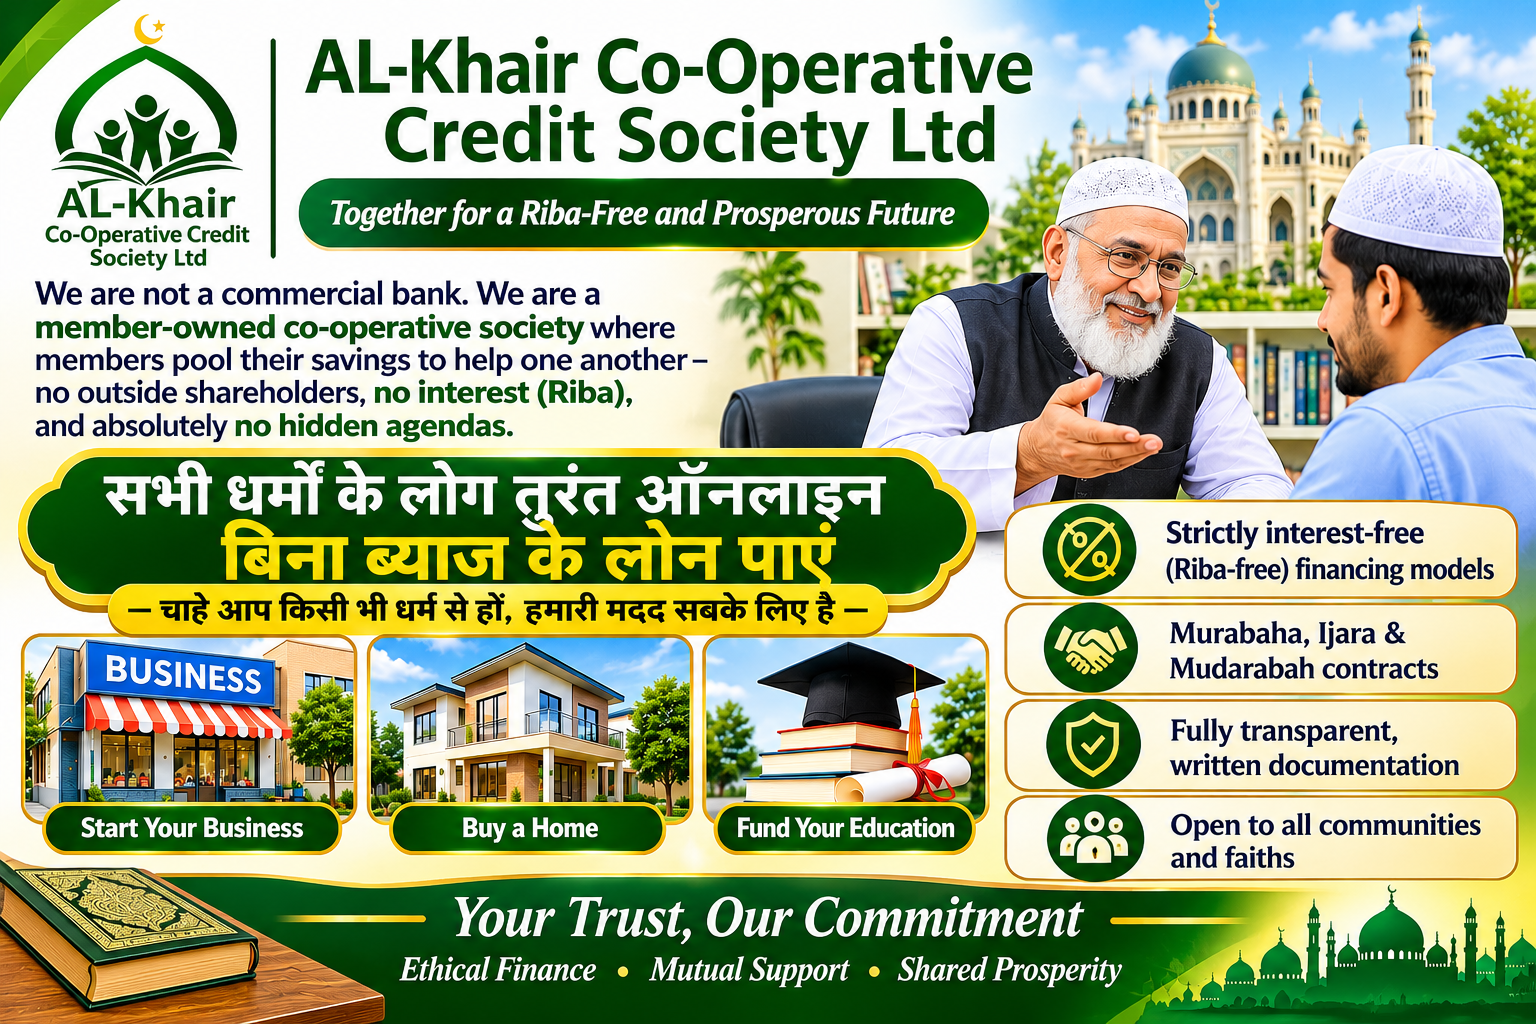 AL-Khair
Co-Operative Credit
Society Ltd
AL-Khair Co-Operative
Credit Society Ltd
Together for a Riba-Free and Prosperous Future
We are not a commercial bank. We are a
member-owned co-operative society where
members pool their savings to help one another –
no outside shareholders, no interest (Riba),
and absolutely no hidden agendas.
सभी धर्मों के लोग तुरंत ऑनलाइन
बिना ब्याज के लोन पाएं
– चाहे आप किसी भी धर्म से हों, हमारी मदद सबके लिए है –
BUSINESS
Start Your Business
Buy a Home
Fund Your Education
Strictly interest-free
(Riba-free) financing models
Murabaha, Ijara &
Mudarabah contracts
Fully transparent,
written documentation
Open to all communities
and faiths
Your Trust, Our Commitment
Ethical Finance • Mutual Support • Shared Prosperity